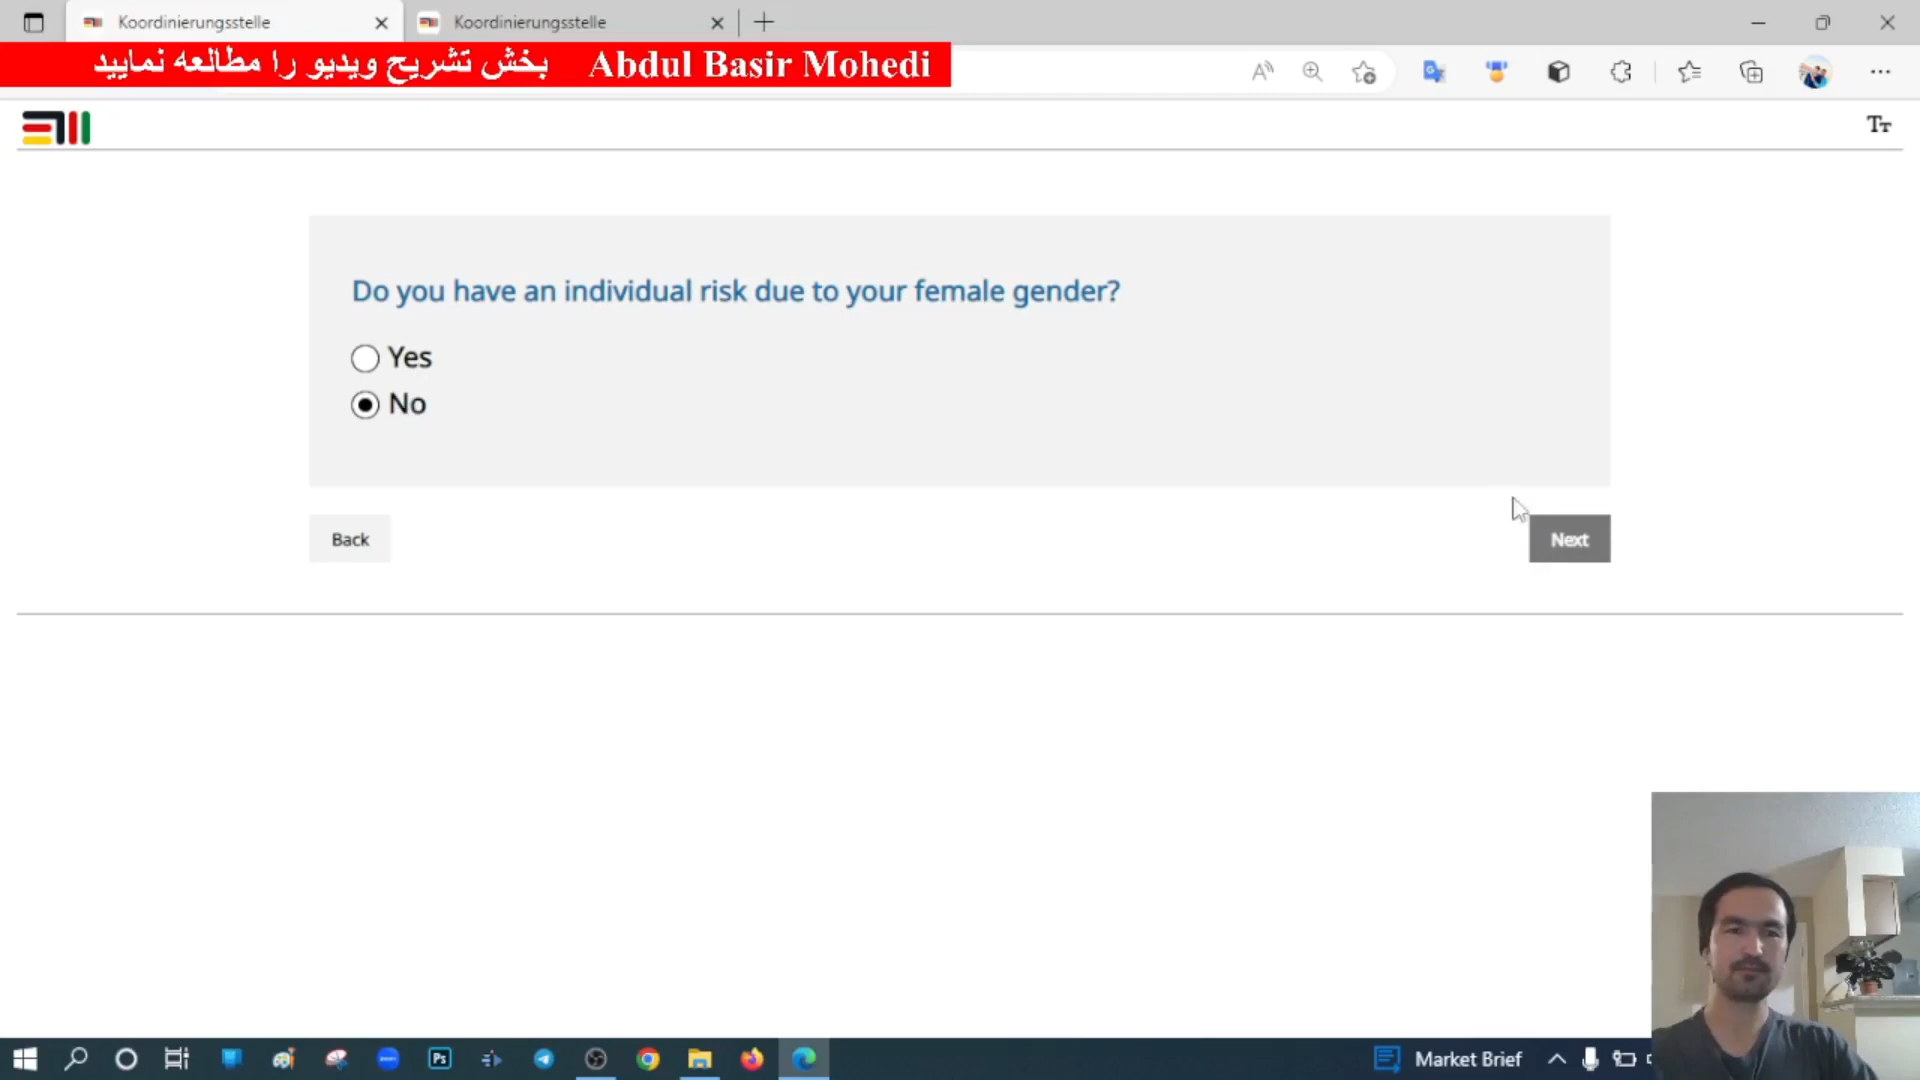 Koordinierungsstelle
Koordinierungsstelle
بخش تشریح ویدیو را مطالعه نمایید Abdul Basir Mohedi
Do you have an individual risk due to your female gender?
Yes
No
Back
Next
Market Brief